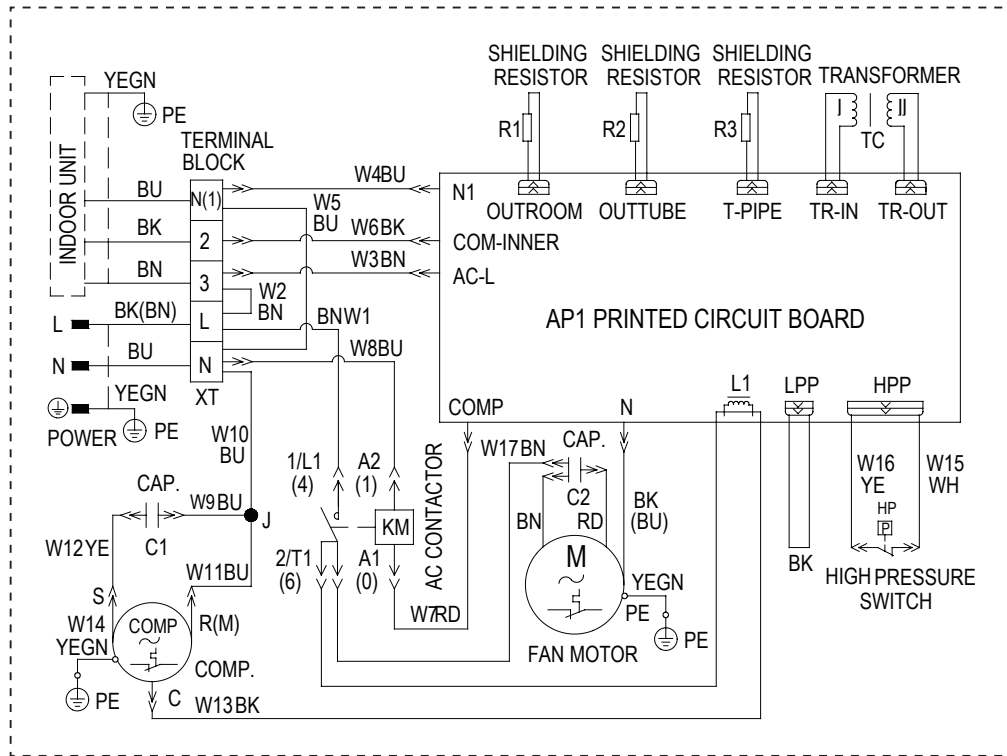 SHIELDING RESISTOR
SHIELDING RESISTOR
SHIELDING RESISTOR
TRANSFORMER
R1
R2
R3
I
II
TC
YEGN
PE
TERMINAL
BLOCK
INDOOR UNIT
BU
BK
BN
N(1)
2
3
L
N
XT
W4BU
W5
BU
W6BK
W3BN
W2
BN
N1
COM-INNER
AC-L
OUTROOM
OUTTUBE
T-PIPE
TR-IN
TR-OUT
AP1 PRINTED CIRCUIT BOARD
L
BK(BN)
N
BU
YEGN
POWER
PE
BNW1
W8BU
COMP
N
L1
LPP
HPP
W10
BU
1/L1
(4)
A2
(1)
W17BN
CAP.
C2
BN
RD
BK
(BU)
W16
YE
W15
WH
HP
P
CAP.
W9BU
C1
J
KM
AC CONTACTOR
W12YE
W11BU
2/T1
(6)
A1
(0)
M
BK
HIGH PRESSURE
SWITCH
S
W14
YEGN
COMP
R(M)
W7RD
YEGN
PE
PE
FAN MOTOR
COMP.
PE
C
W13BK